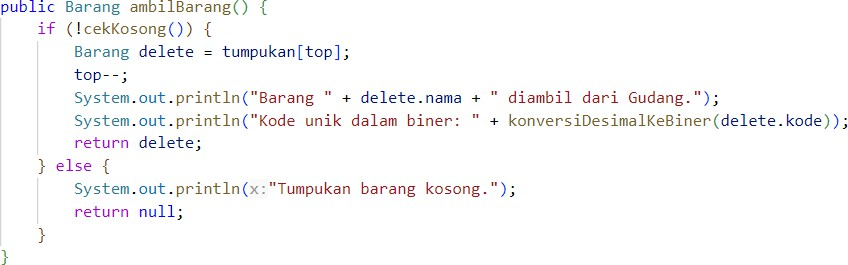 public Barang ambilBarang() {
    if (!cekKosong()) {
        Barang delete = tumpukan[top];
        top--;
        System.out.println("Barang " + delete.nama + " diambil dari Gudang.");
        System.out.println("Kode unik dalam biner: " + konversiDesimalKeBiner(delete.kode));
        return delete;
    } else {
        System.out.println(x:"Tumpukan barang kosong.");
        return null;
    }
}